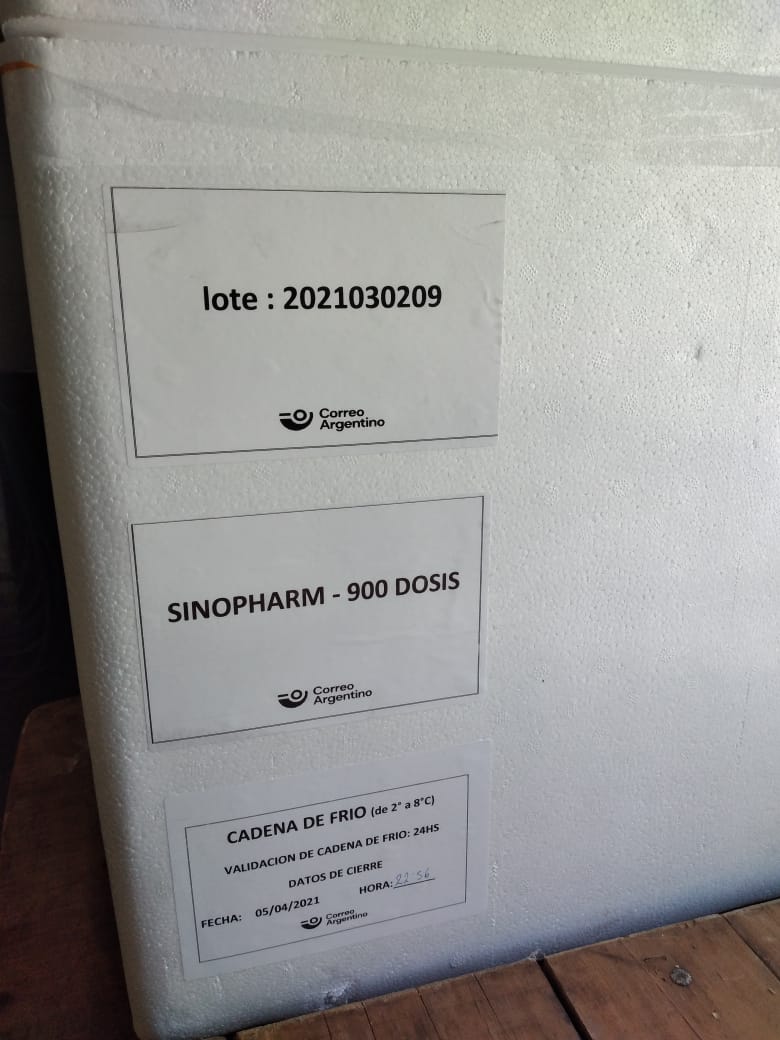 lote : 2021030209
Correo
Argentino
SINOPHARM - 900 DOSIS
Correo
Argentino
CADENA DE FRIO (de 2° a 8°C)
VALIDACION DE CADENA DE FRIO: 24HS
DATOS DE CIERRE
FECHA: 05/04/2021 HORA: 22 56
Correo
Argentino